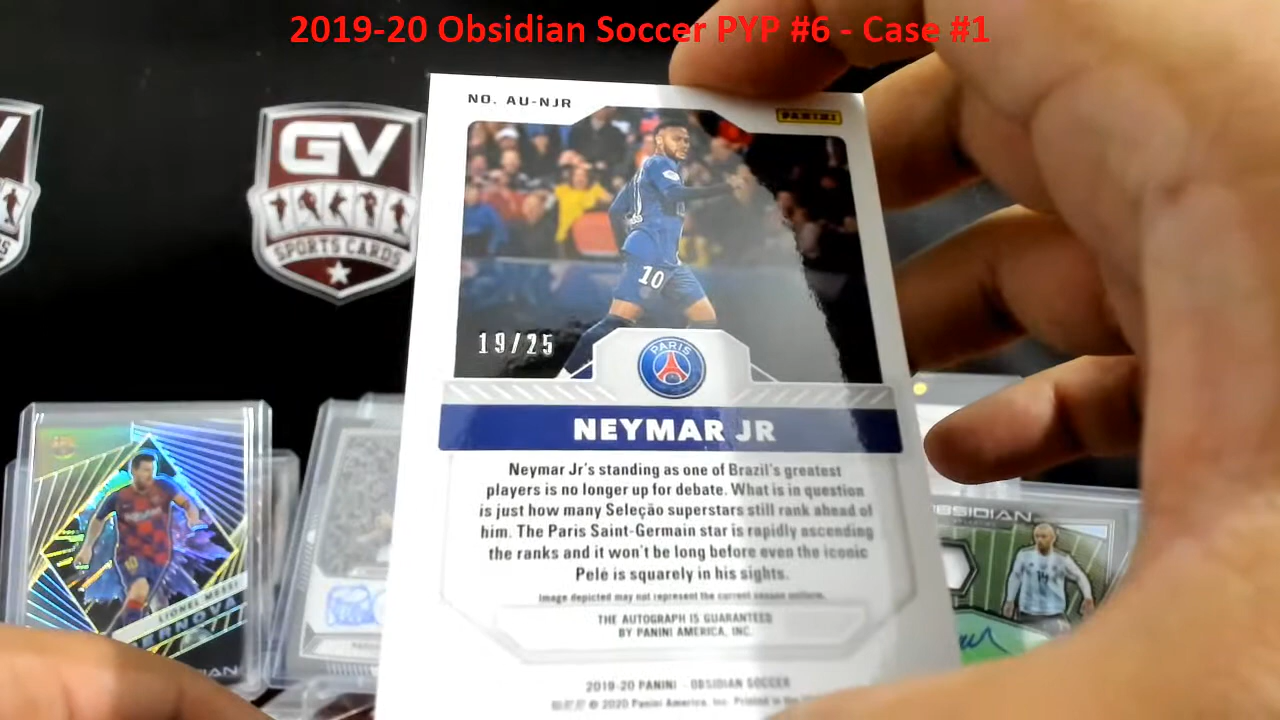 2019-20 Obsidian Soccer PYP #6 - Case #1
NO. AU-NJR
PANINI
GV
SPORTS CARDS
10
19/25
PARIS
NEYMAR JR
Neymar Jr's standing as one of Brazil's greatest
players is no longer up for debate. What is in question
is just how many Seleção superstars still rank ahead of
him. The Paris Saint-Germain star is rapidly ascending
the ranks and it won't be long before even the iconic
Pelé is squarely in his sights.
Image depicted may not represent the current season uniform.
THE AUTOGRAPH IS GUARANTEED
BY PANINI AMERICA, INC.
2019-20 PANINI - OBSIDIAN SOCCER
© 2020 Panini America, Inc. Printed in the
LIONEL MESSI
ERNOVA
OBSIDIAN
14